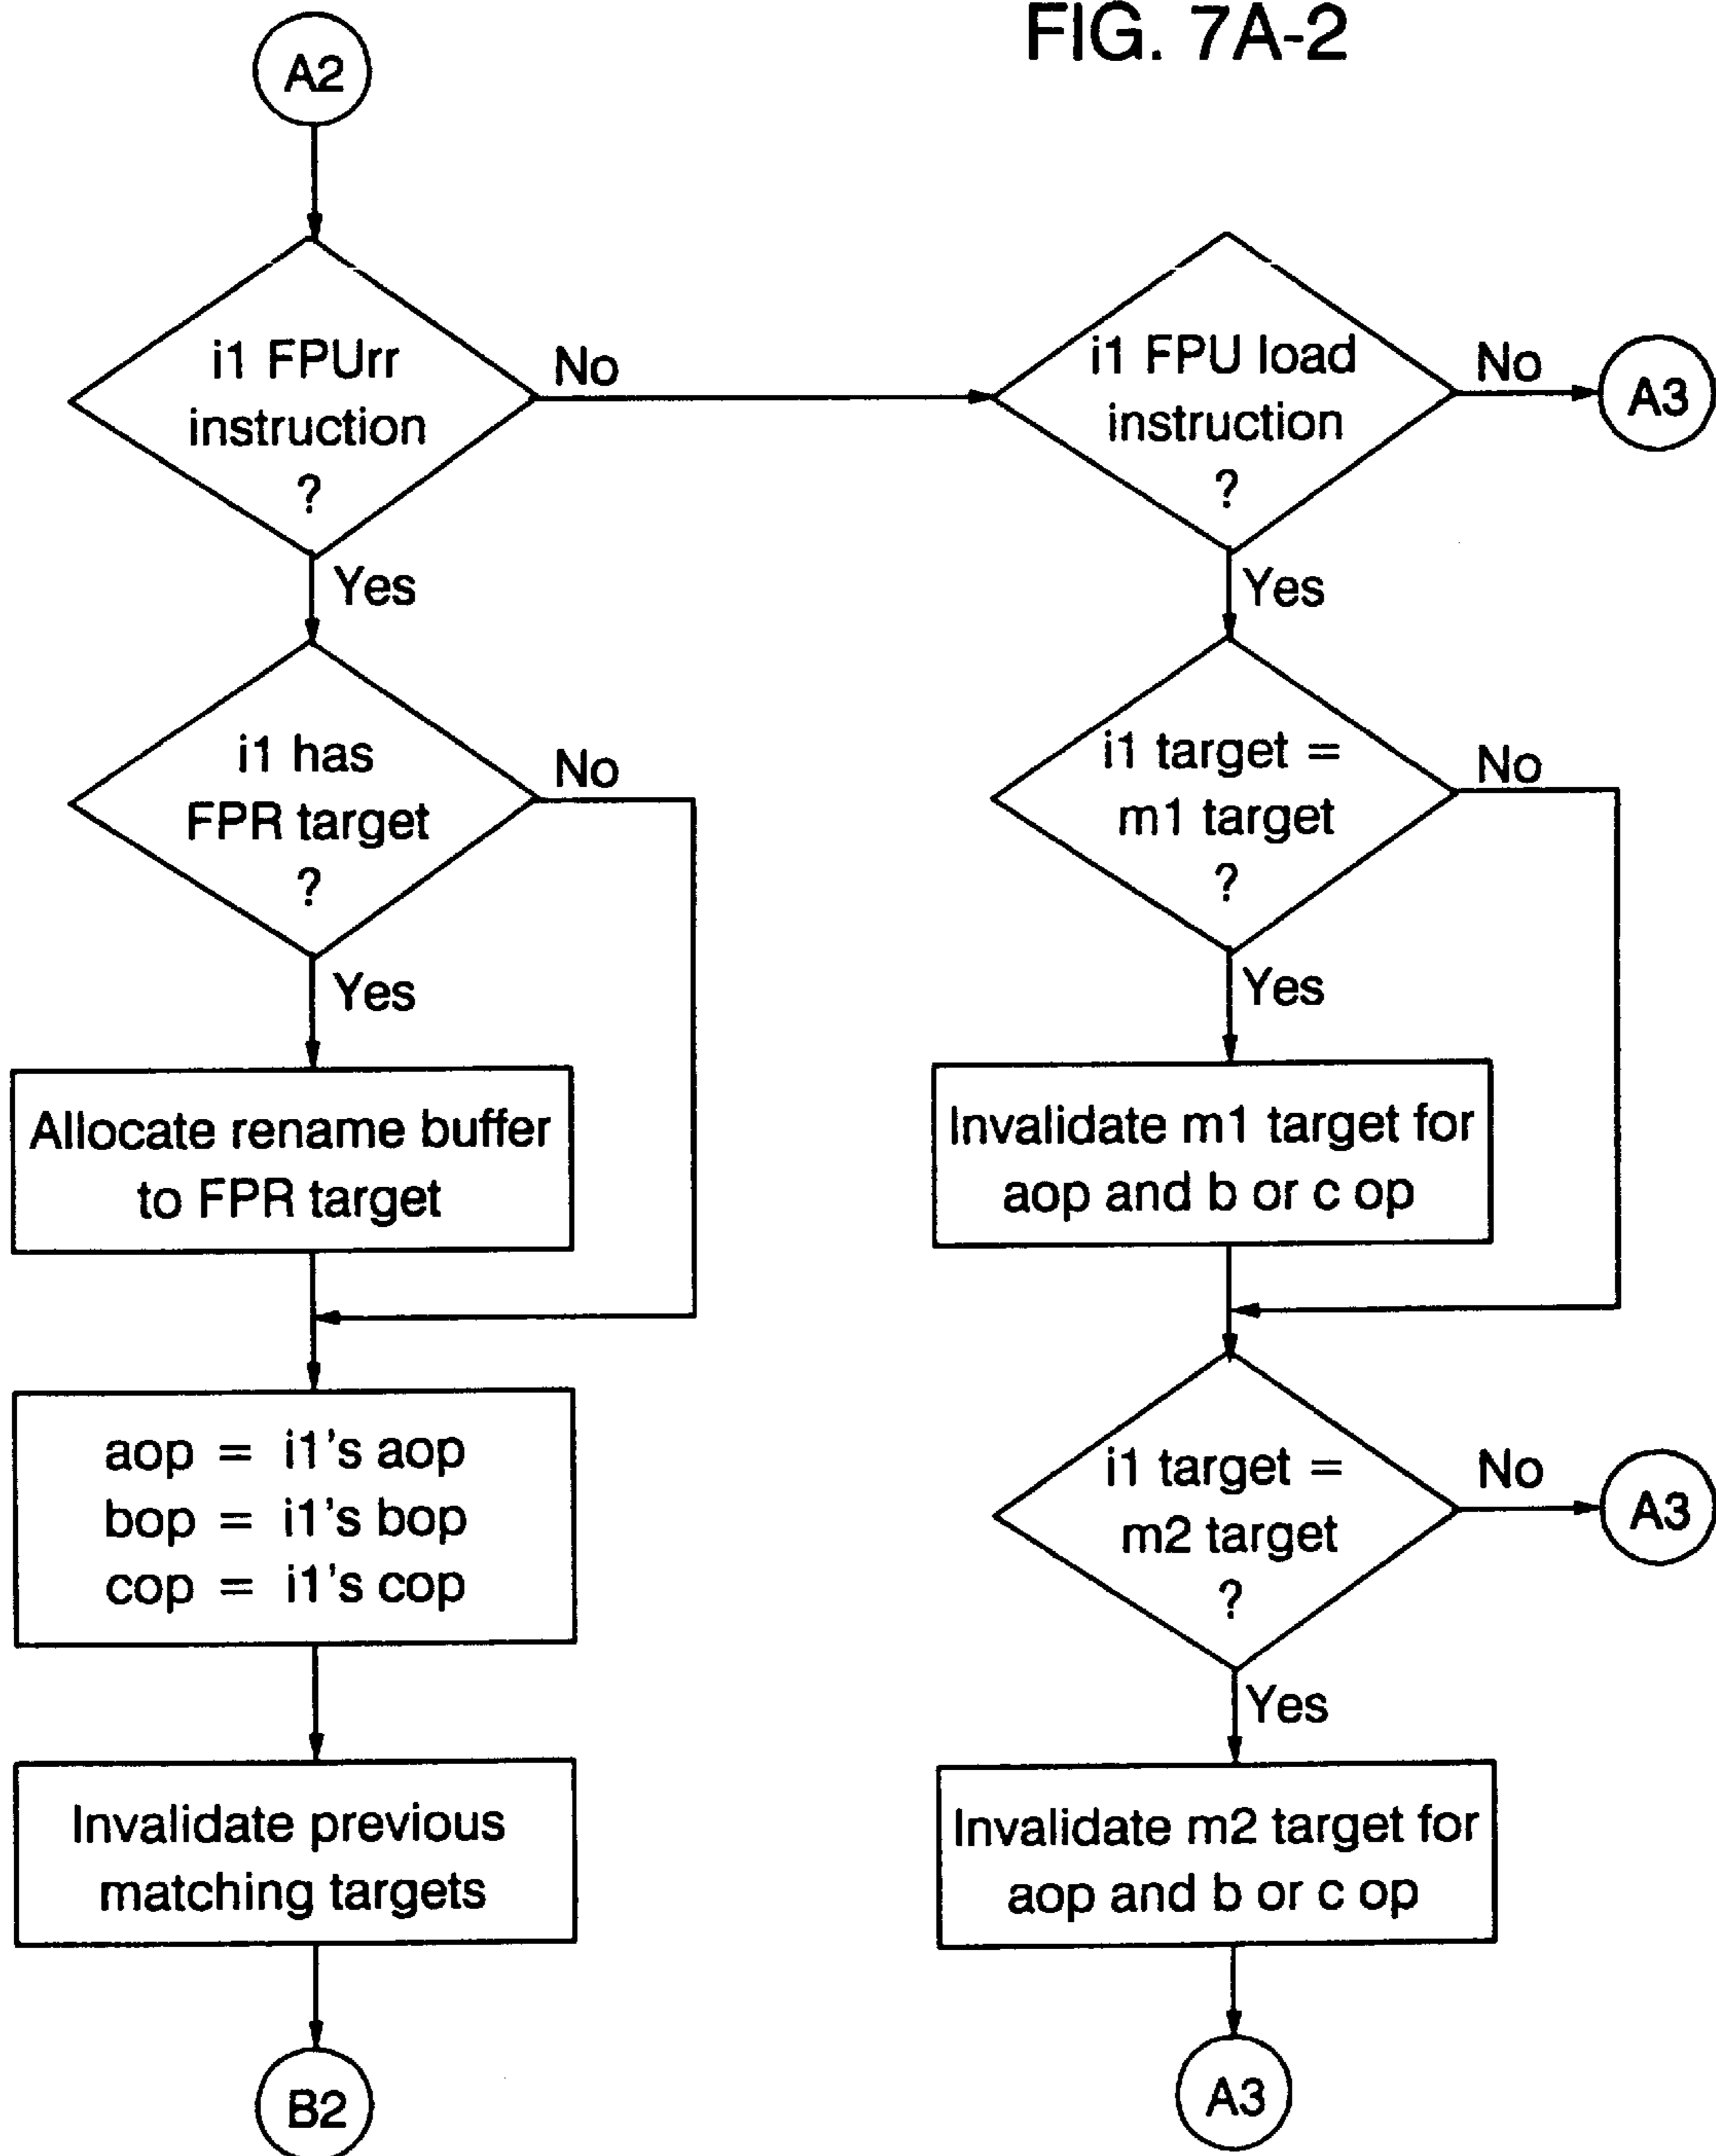 FIG. 7A-2
A2
i1 FPUrr
instruction
?
No
Yes
i1 FPU load
instruction
?
No
A3
Yes
i1 has
FPR target
?
No
Yes
i1 target =
m1 target
?
No
Yes
Allocate rename buffer
to FPR target
Invalidate m1 target for
aop and b or c op
aop = i1's aop
bop = i1's bop
cop = i1's cop
i1 target =
m2 target
?
No
A3
Yes
Invalidate previous
matching targets
Invalidate m2 target for
aop and b or c op
B2
A3